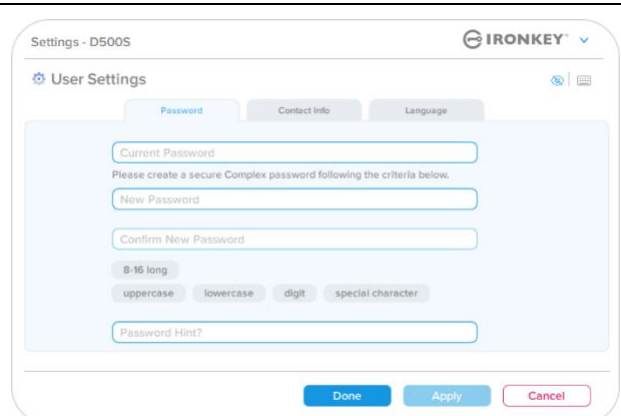 Settings - D500S
IRONKEY
User Settings
Password Contact Info Language
Current Password
Please create a secure Complex password following the criteria below.
New Password
Confirm New Password
8-16 long
uppercase lowercase digit special character
Password Hint?
Done Apply Cancel